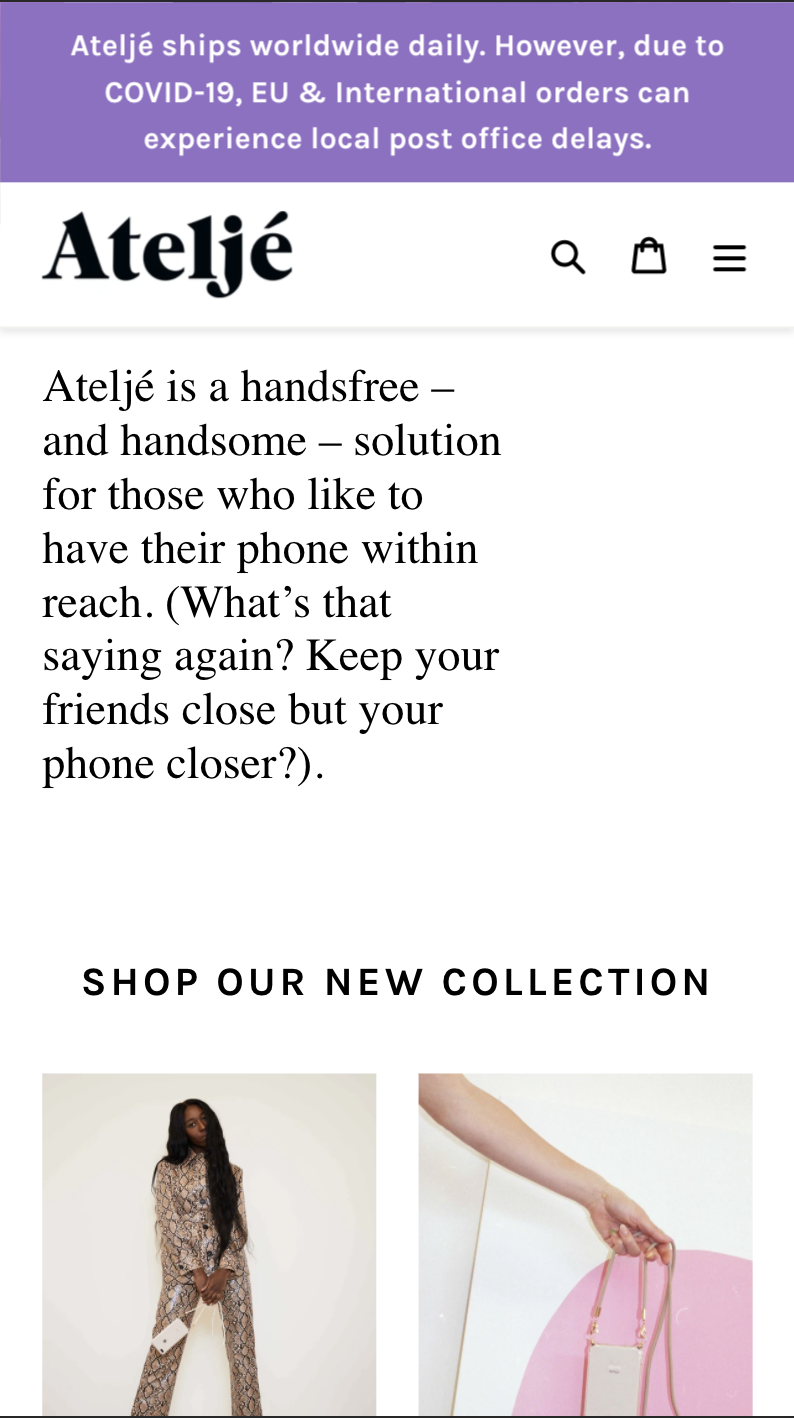 Ateljé ships worldwide daily. However, due to
COVID-19, EU & International orders can
experience local post office delays.
Ateljé
Ateljé is a handsfree –
and handsome – solution
for those who like to
have their phone within
reach. (What’s that
saying again? Keep your
friends close but your
phone closer?).
SHOP OUR NEW COLLECTION